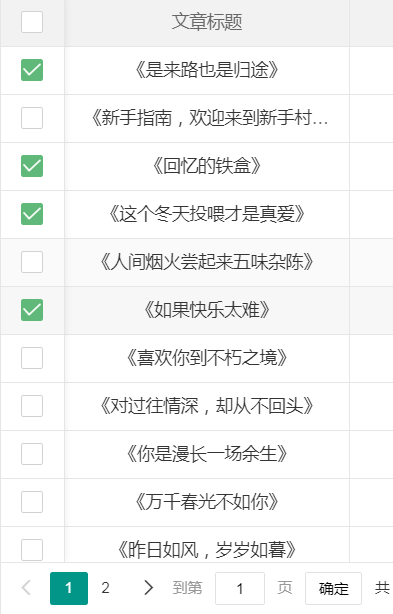 文章标题
《是来路也是归途》
《新手指南，欢迎来到新手村...
《回忆的铁盒》
《这个冬天投喂才是真爱》
《人间烟火尝起来五味杂陈》
《如果快乐太难》
《喜欢你到不朽之境》
《对过往情深，却从不回头》
《你是漫长一场余生》
《万千春光不如你》
《昨日如风，岁岁如暮》
1 2 到第 1 页 确定 共